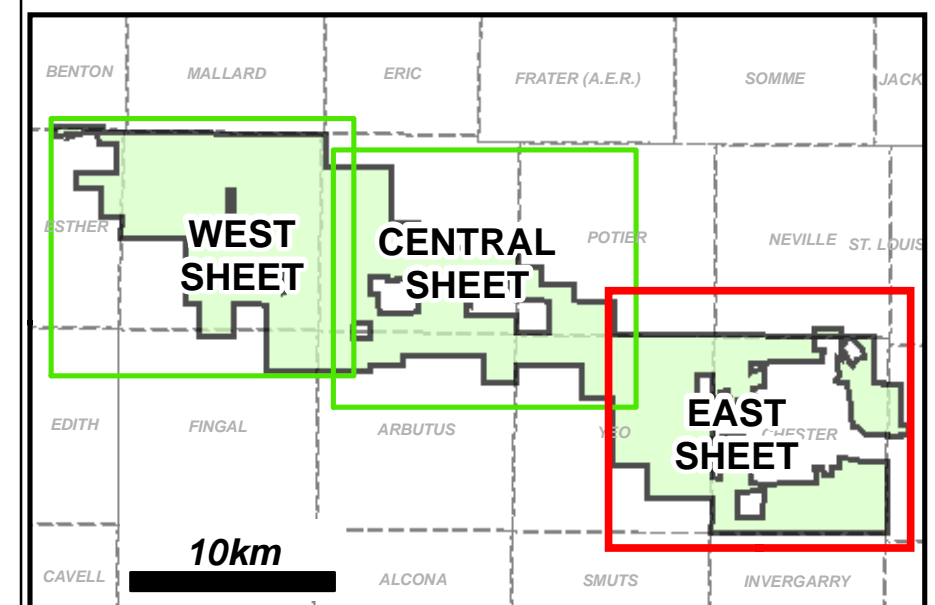 BENTON
MALLARD
ERIC
FRATER (A.E.R.)
SOMME
JACK
ESTHER
WEST
SHEET
CENTRAL
SHEET
POTIER
NEVILLE
ST. LOUIS
EDITH
FINGAL
ARBUTUS
YEO
EAST
SHEET
CHESTER
10km
CAVELL
ALCONA
SMUTS
INVERGARRY